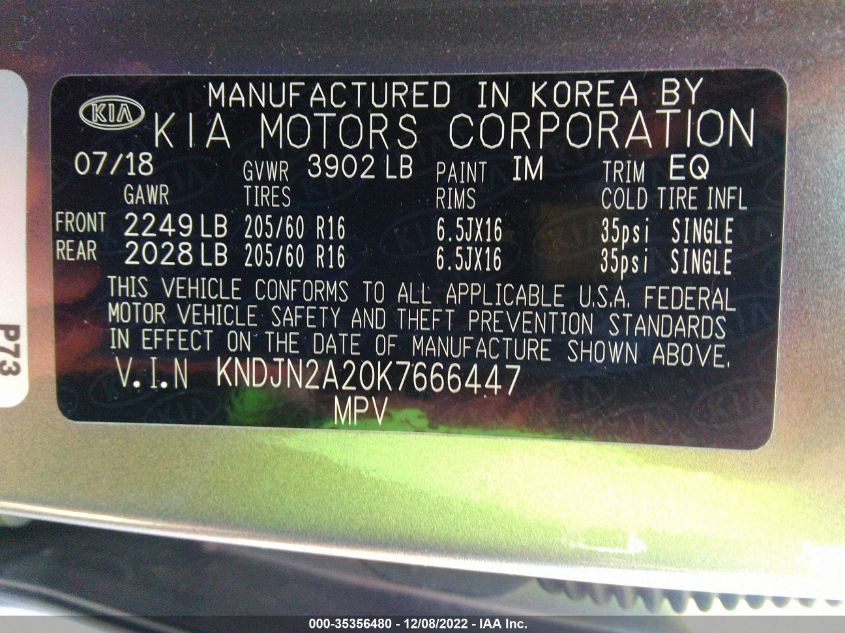 KIA
MANUFACTURED IN KOREA BY
KIA MOTORS CORPORATION
07/18 GVWR 3902 LB PAINT IM TRIM EQ
GAWR TIRES RIMS COLD TIRE INFL
FRONT 2249 LB 205/60 R16 6.5JX16 35psi SINGLE
REAR 2028 LB 205/60 R16 6.5JX16 35psi SINGLE
THIS VEHICLE CONFORMS TO ALL APPLICABLE U.S.A. FEDERAL
MOTOR VEHICLE SAFETY AND THEFT PREVENTION STANDARDS
IN EFFECT ON THE DATE OF MANUFACTURE SHOWN ABOVE.
V.I.N KNDJN2A20K7666447
MPV
P73
000-35356480 - 12/08/2022 - IAA Inc.